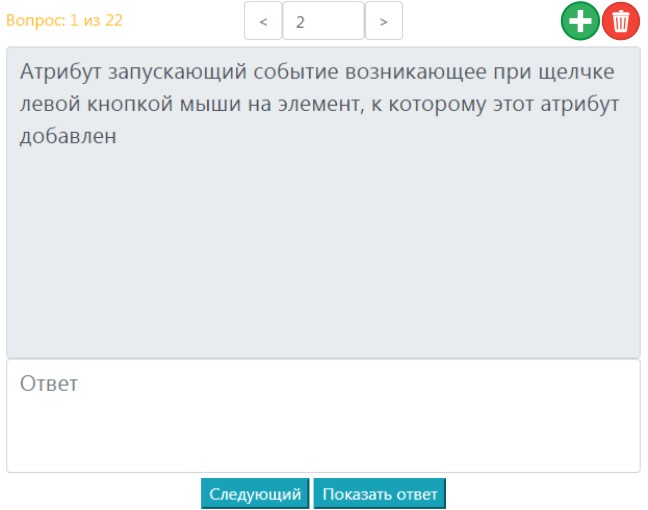 Вопрос: 1 из 22
< 2 >
Атрибут запускающий событие возникающее при щелчке
левой кнопкой мыши на элемент, к которому этот атрибут
добавлен
Ответ
Следующий Показать ответ